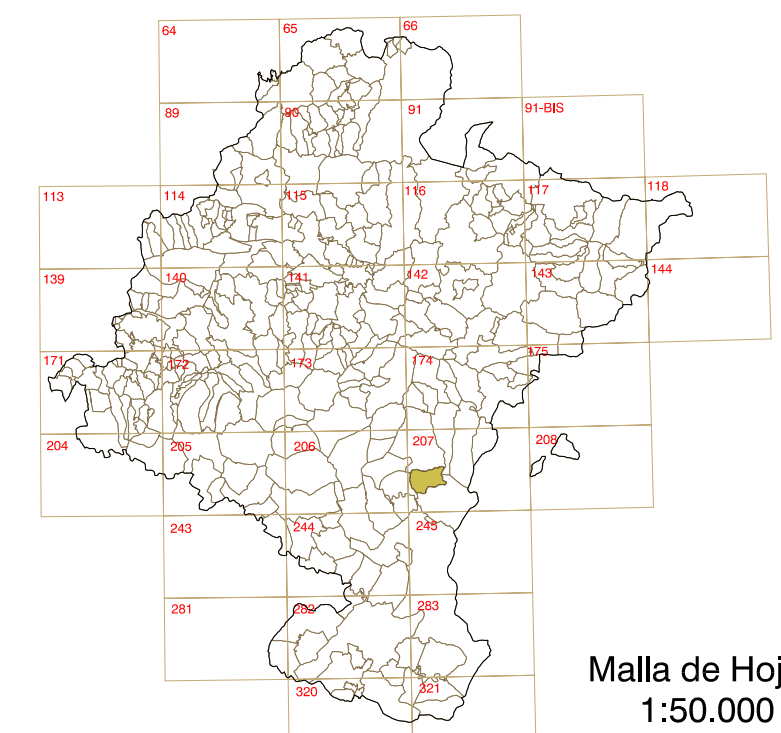 64 65 66
89 90 91 91-BIS
113 114 115 116 117 118
139 140 141 142 143 144
171 172 173 174 175
204 205 206 207 208
243 244 245
281 282 283
320 321
Malla de Hoj
1:50.000